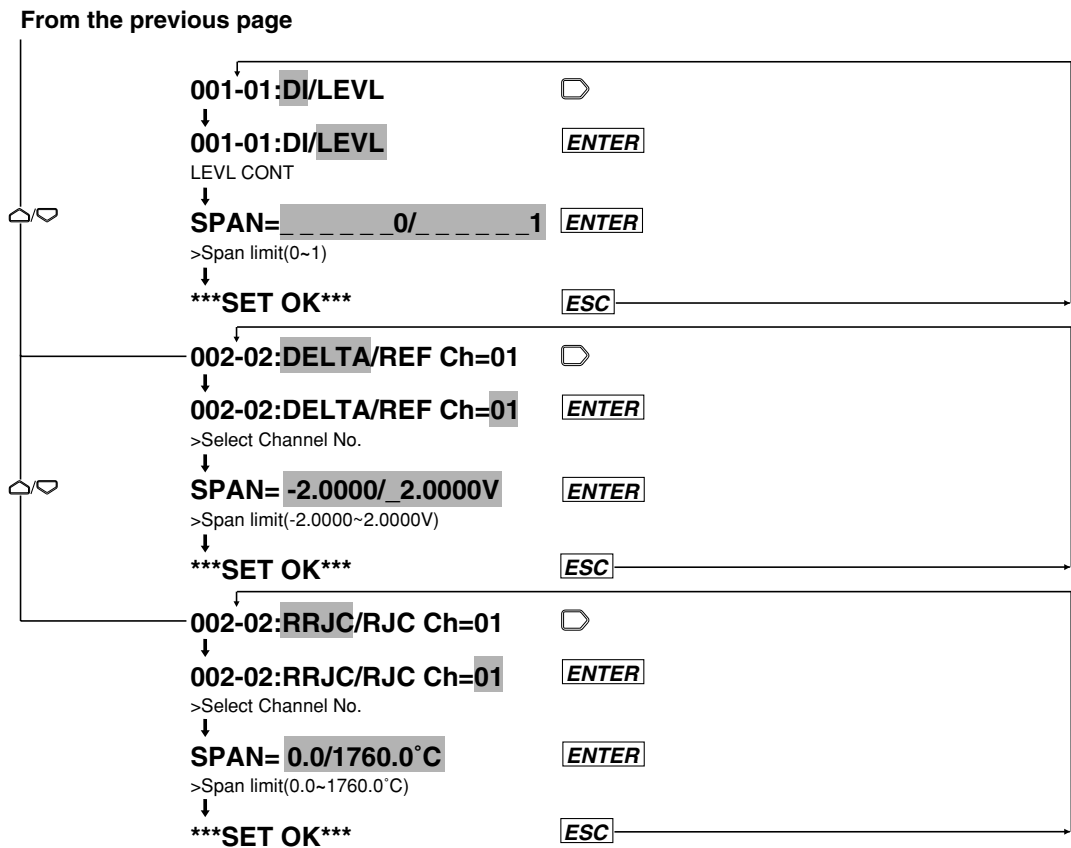 From the previous page
001-01:DI/LEVL
001-01:DI/LEVL ENTER
LEVL CONT
SPAN=_ _ _ _ _ _0/_ _ _ _ _ _1 ENTER
>Span limit(0~1)
***SET OK*** ESC
002-02:DELTA/REF Ch=01
002-02:DELTA/REF Ch=01 ENTER
>Select Channel No.
SPAN= -2.0000/_2.0000V ENTER
>Span limit(-2.0000~2.0000V)
***SET OK*** ESC
002-02:RRJC/RJC Ch=01
002-02:RRJC/RJC Ch=01 ENTER
>Select Channel No.
SPAN= 0.0/1760.0˚C ENTER
>Span limit(0.0~1760.0˚C)
***SET OK*** ESC